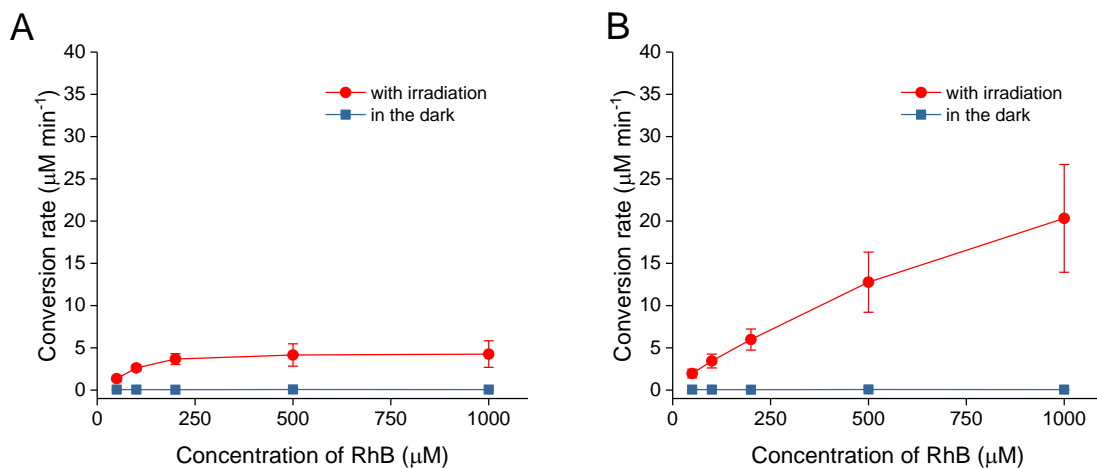 A
40
35
30
25
20
15
10
5
0
Conversion rate (μM min⁻¹)
with irradiation
in the dark
0
250
500
750
1000
Concentration of RhB (μM)
B
40
35
30
25
20
15
10
5
0
Conversion rate (μM min⁻¹)
with irradiation
in the dark
0
250
500
750
1000
Concentration of RhB (μM)